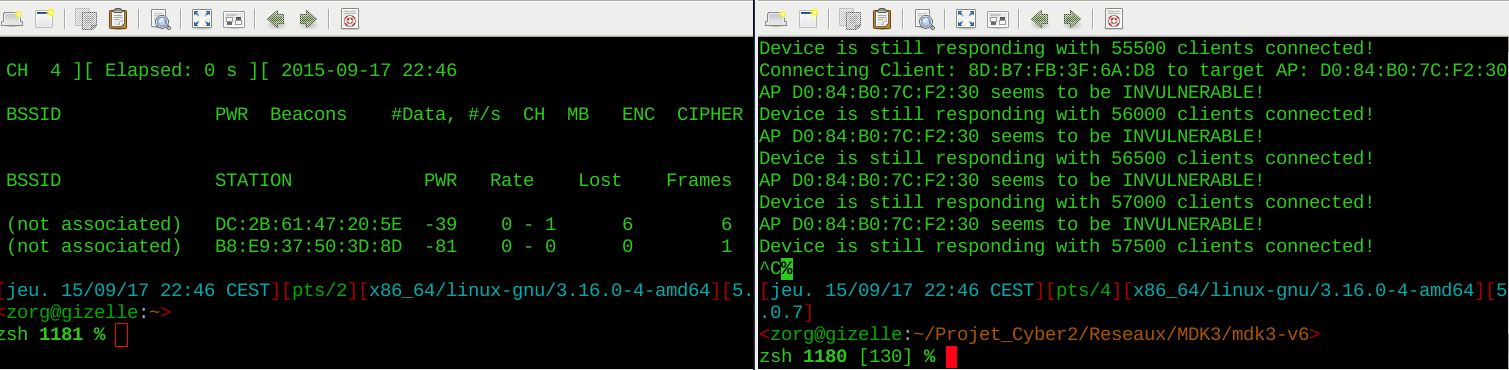 CH  4 ][ Elapsed: 0 s ][ 2015-09-17 22:46
BSSID              PWR  Beacons    #Data, #/s  CH  MB   ENC  CIPHER
BSSID              STATION            PWR   Rate    Lost    Frames
(not associated)   DC:2B:61:47:20:5E  -39    0 - 1      6        6
(not associated)   B8:E9:37:50:3D:8D  -81    0 - 0      0        1
[jeu. 15/09/17 22:46 CEST][pts/2][x86_64/linux-gnu/3.16.0-4-amd64][5.
<zorg@gizelle:~>
zsh 1181 %
Device is still responding with 55500 clients connected!
Connecting Client: 8D:B7:FB:3F:6A:D8 to target AP: D0:84:B0:7C:F2:30
AP D0:84:B0:7C:F2:30 seems to be INVULNERABLE!
Device is still responding with 56000 clients connected!
AP D0:84:B0:7C:F2:30 seems to be INVULNERABLE!
Device is still responding with 56500 clients connected!
AP D0:84:B0:7C:F2:30 seems to be INVULNERABLE!
Device is still responding with 57000 clients connected!
AP D0:84:B0:7C:F2:30 seems to be INVULNERABLE!
Device is still responding with 57500 clients connected!
^C%
[jeu. 15/09/17 22:46 CEST][pts/4][x86_64/linux-gnu/3.16.0-4-amd64][5
.0.7]
<zorg@gizelle:~/Projet_Cyber2/Reseaux/MDK3/mdk3-v6>
zsh 1180 [130] %